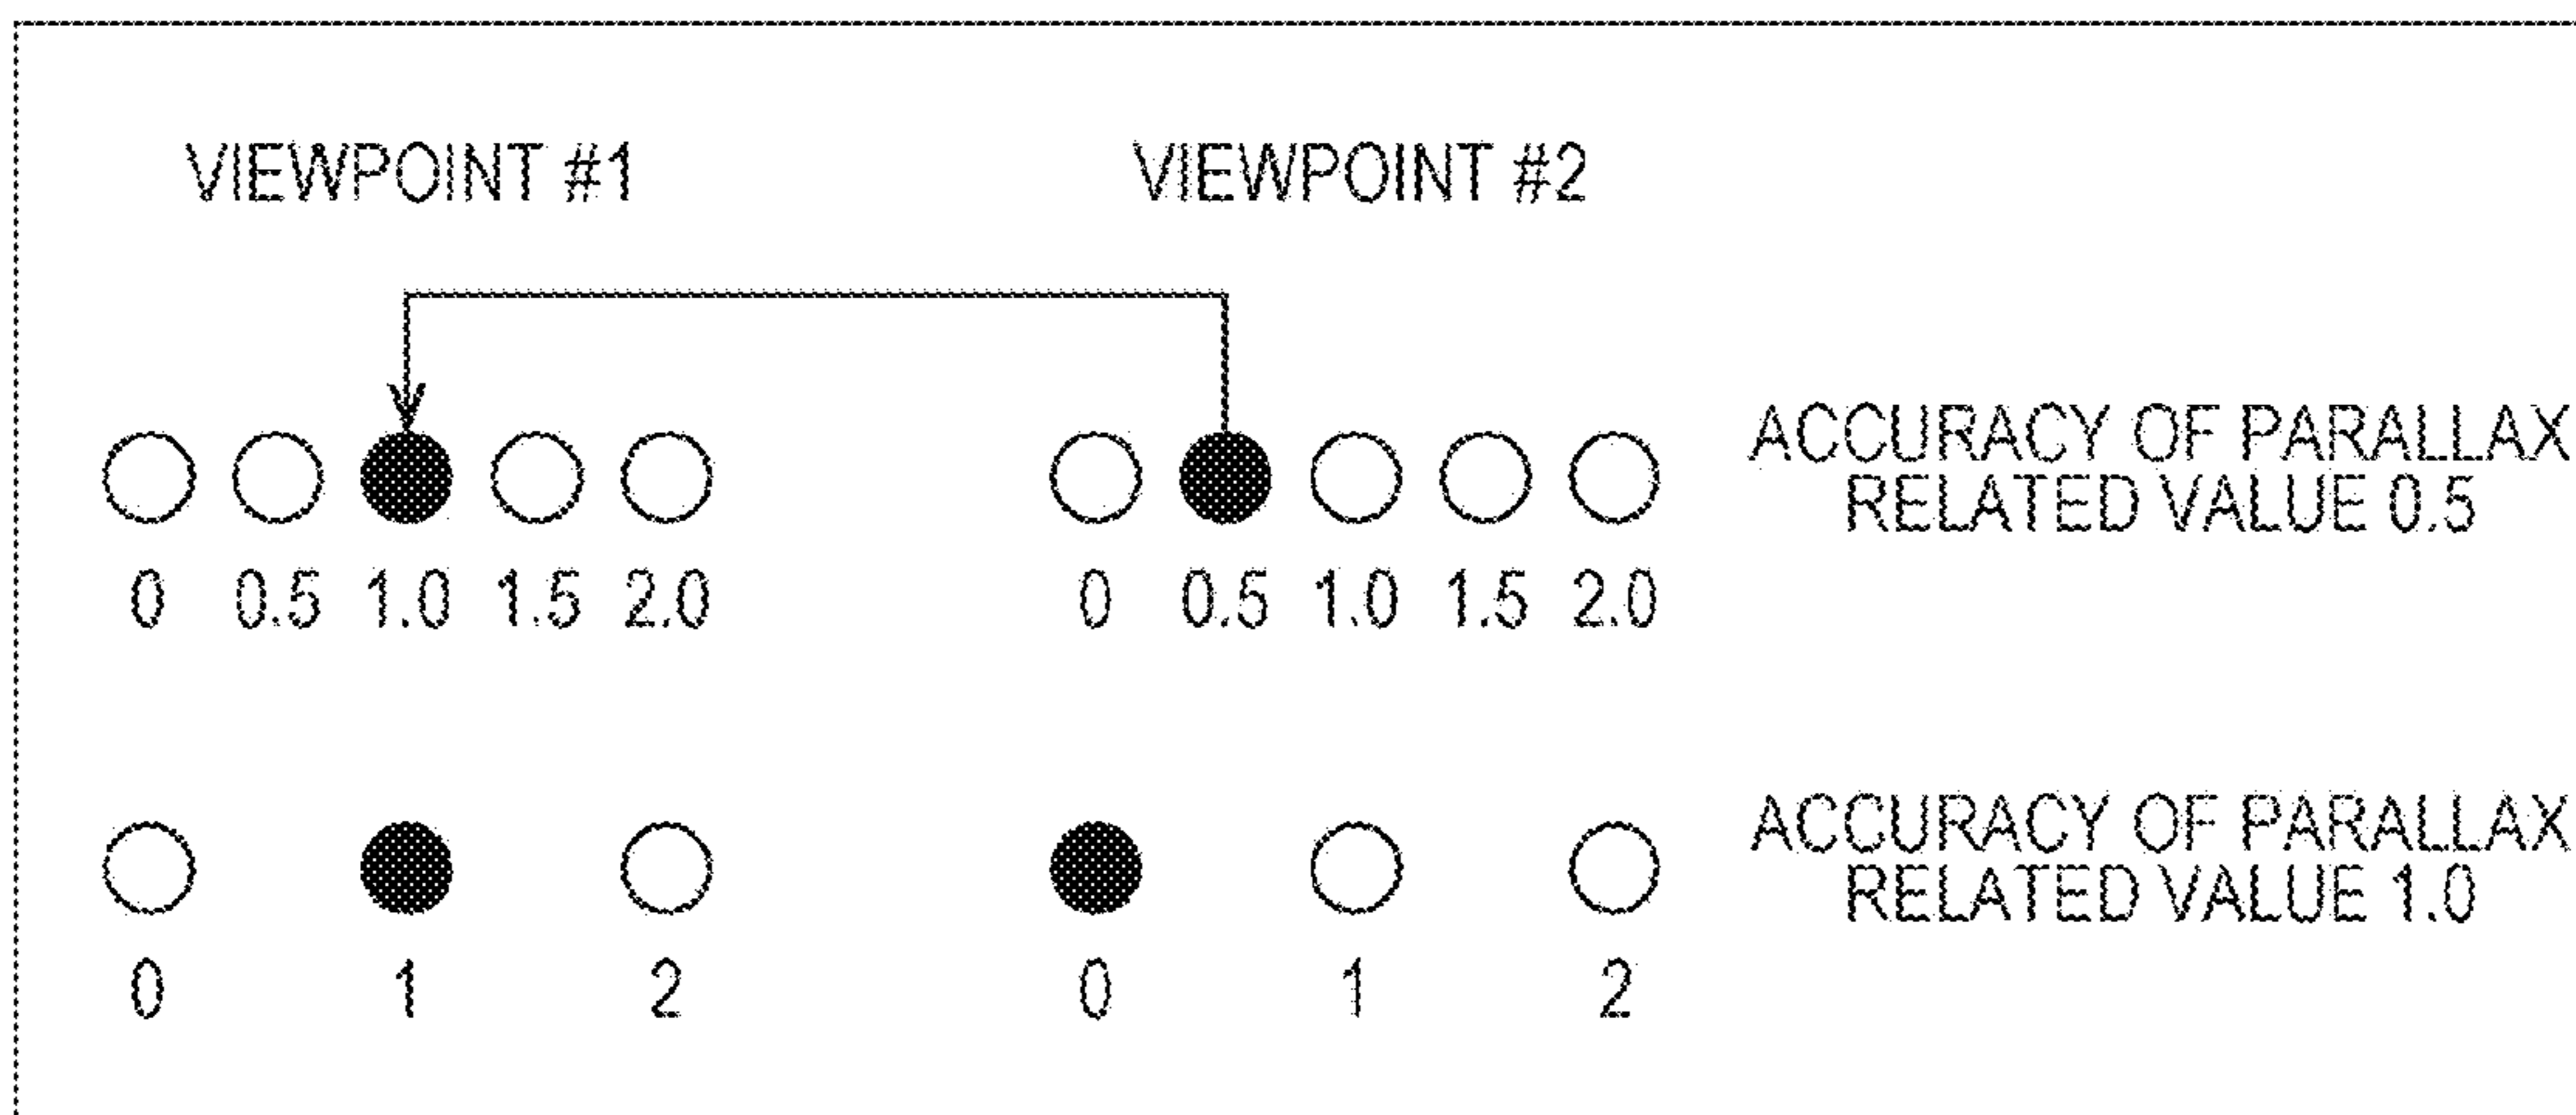 VIEWPOINT #1 VIEWPOINT #2
ACCURACY OF PARALLAX
RELATED VALUE 0.5
0 0.5 1.0 1.5 2.0 0 0.5 1.0 1.5 2.0
ACCURACY OF PARALLAX
RELATED VALUE 1.0
0 1 2 0 1 2